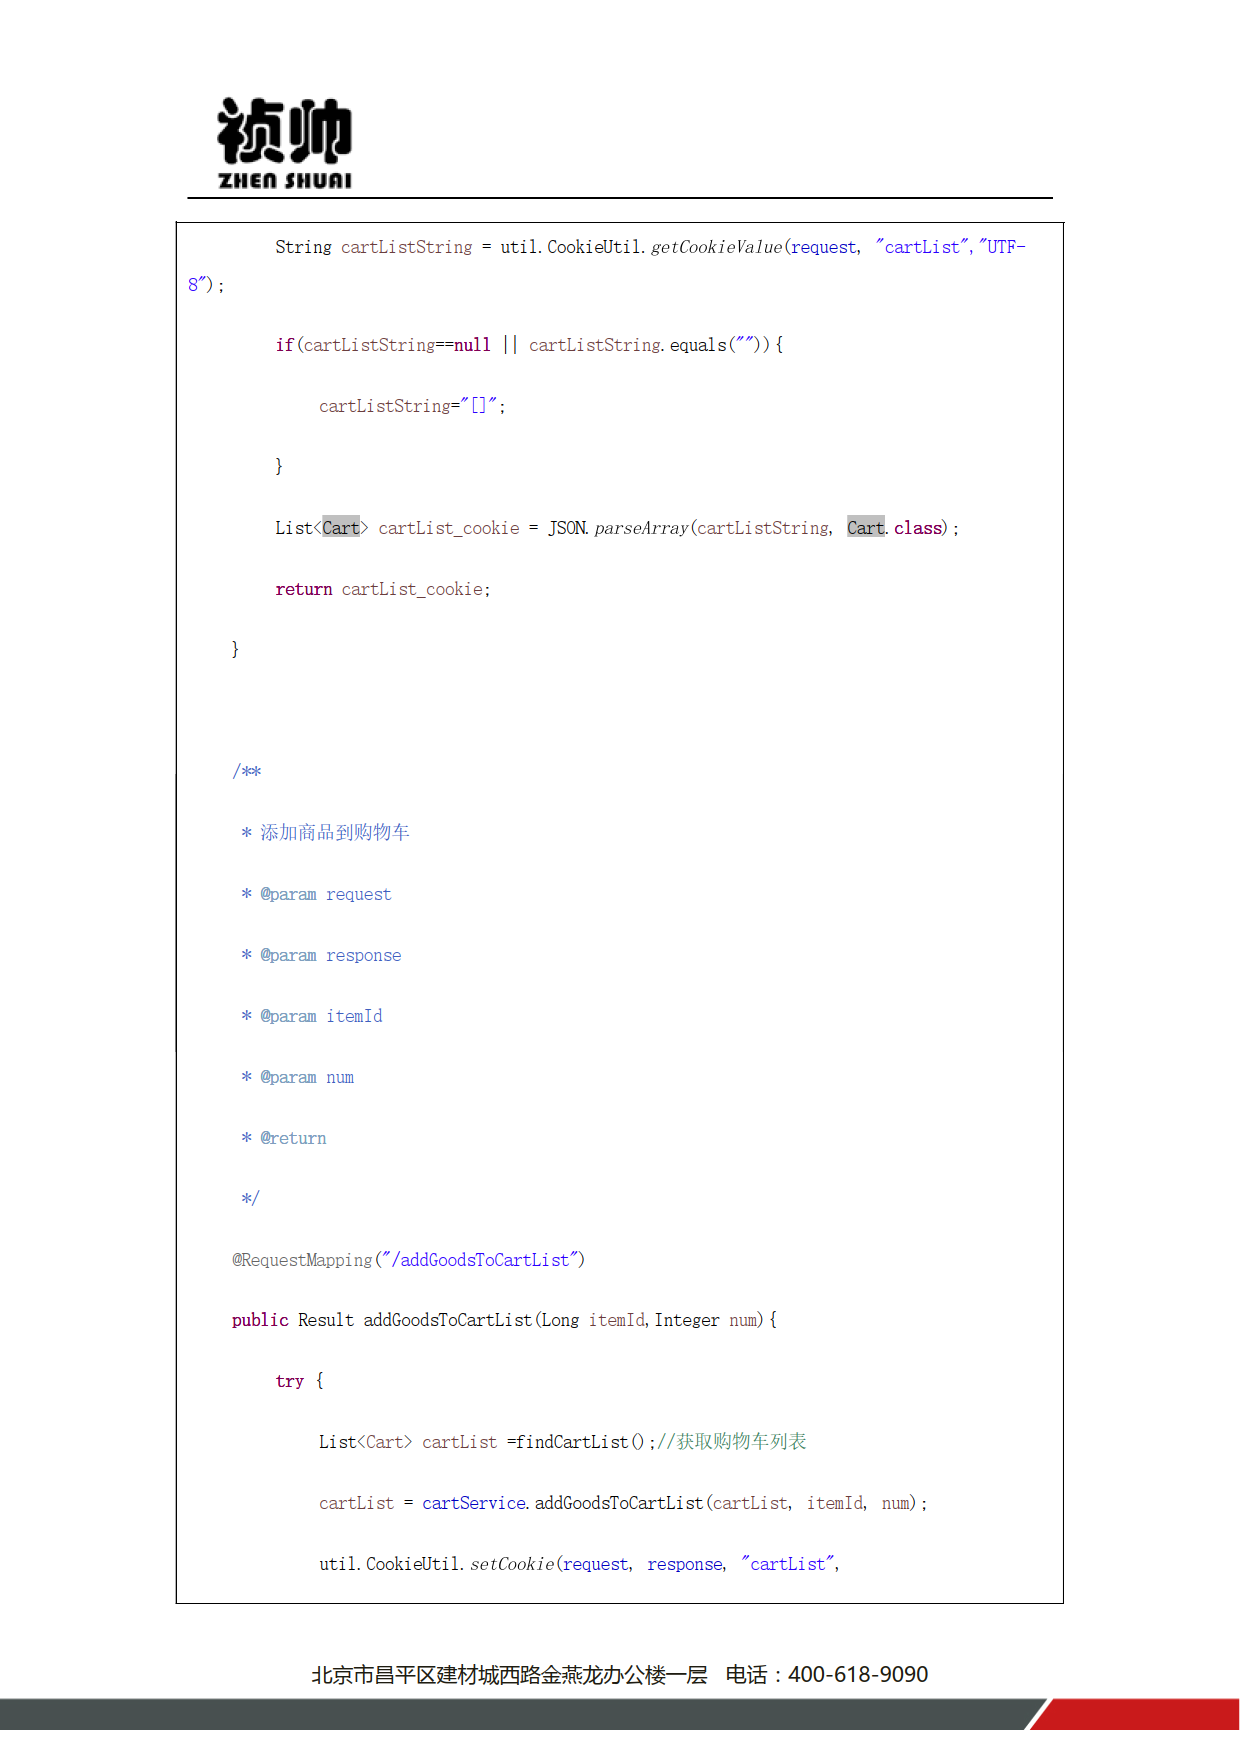 祯帅
ZHEN SHUAI
String cartListString = util.CookieUtil.getCookieValue(request, "cartList","UTF-
8");
if(cartListString==null || cartListString.equals("")){
cartListString="[]";
}
List<Cart> cartList_cookie = JSON.parseArray(cartListString, Cart.class);
return cartList_cookie;
}
/**
* 添加商品到购物车
* @param request
* @param response
* @param itemId
* @param num
* @return
*/
@RequestMapping("/addGoodsToCartList")
public Result addGoodsToCartList(Long itemId,Integer num){
try {
List<Cart> cartList =findCartList();//获取购物车列表
cartList = cartService.addGoodsToCartList(cartList, itemId, num);
util.CookieUtil.setCookie(request, response, "cartList",
北京市昌平区建材城西路金燕龙办公楼一层 电话：400-618-9090